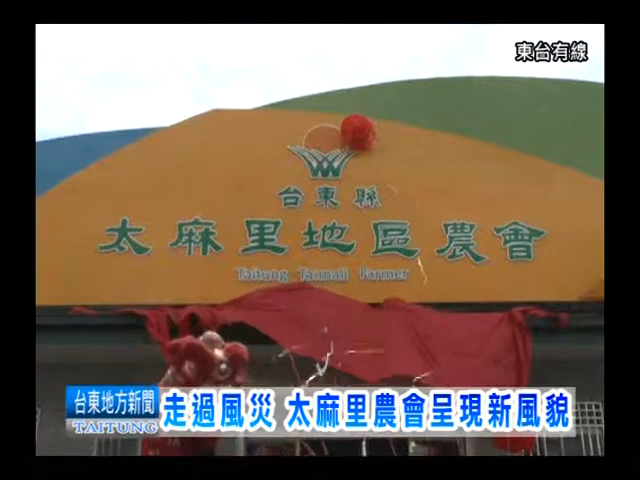 東台有線
台東縣
太麻里地區農會
Taitung Taimali Farmer
台東地方新聞
TAITUNG
走過風災 太麻里農會呈現新風貌